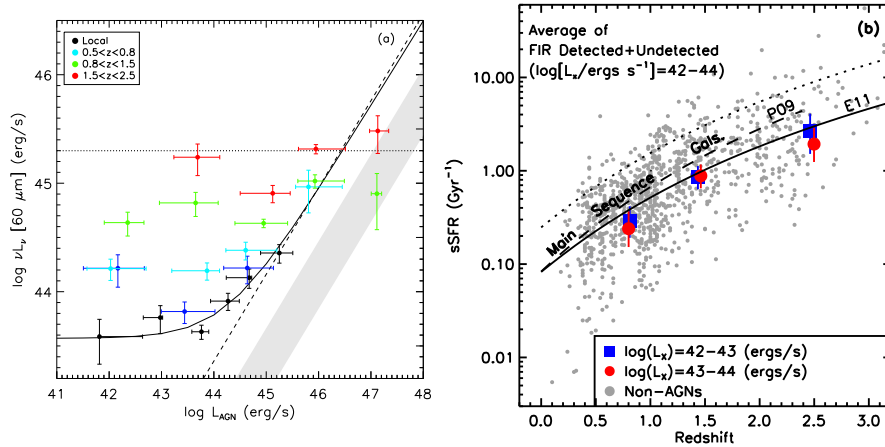 (a)
Local
0.5<z<0.8
0.8<z<1.5
1.5<z<2.5
46
45
44
log νLν [60 μm] (erg/s)
41 42 43 44 45 46 47 48
log LAGN (erg/s)
(b)
Average of
FIR Detected+Undetected
(log[Lx/ergs s⁻¹]=42-44)
10.00
1.00
0.10
0.01
sSFR (Gyr⁻¹)
Main Sequence Gals.
P09
E11
log(Lx)=42-43 (ergs/s)
log(Lx)=43-44 (ergs/s)
Non-AGNs
0.0 0.5 1.0 1.5 2.0 2.5 3.0
Redshift